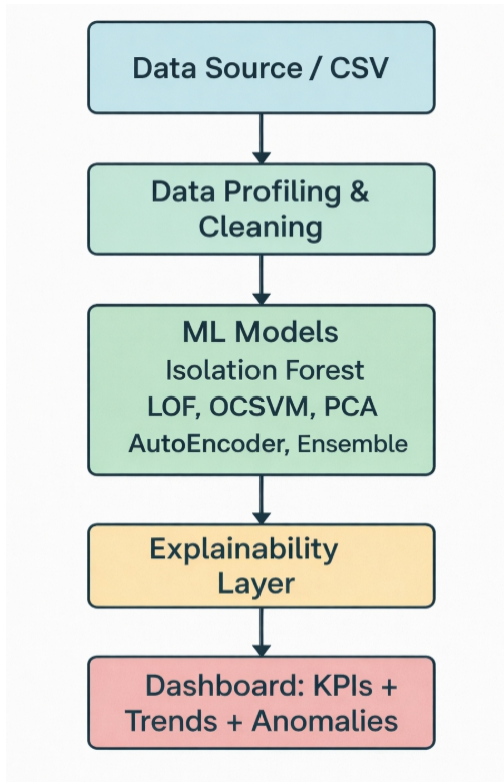 Data Source / CSV
Data Profiling &
Cleaning
ML Models
Isolation Forest
LOF, OCSVM, PCA
AutoEncoder, Ensemble
Explainability
Layer
Dashboard: KPIs +
Trends + Anomalies